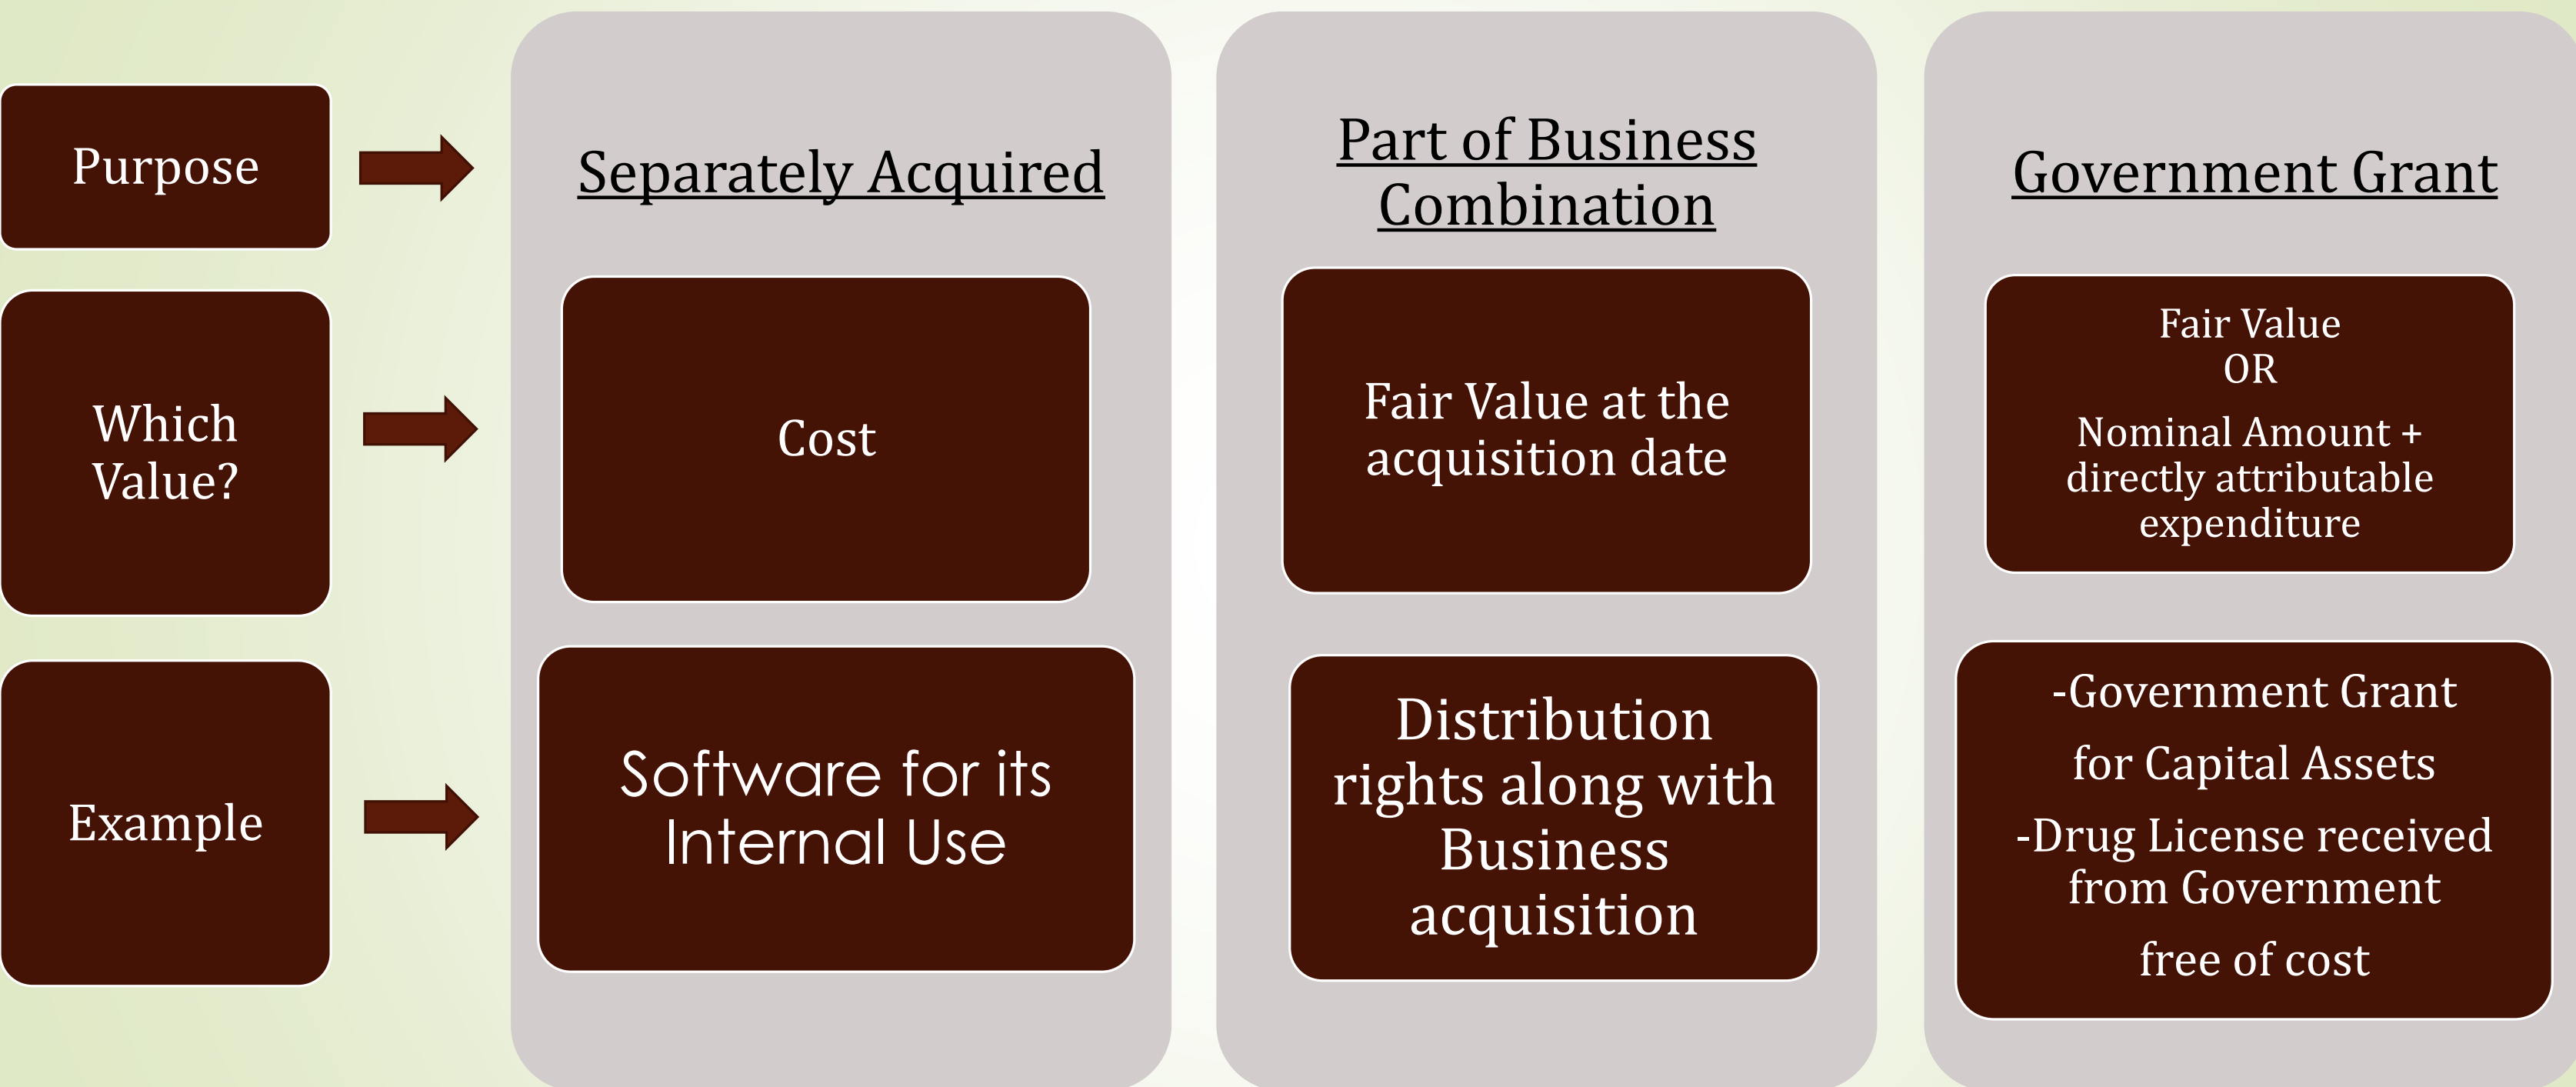 Purpose
Separately Acquired
Part of Business
Combination
Government Grant
Which
Value?
Cost
Fair Value at the
acquisition date
Fair Value
OR
Nominal Amount +
directly attributable
expenditure
Example
Software for its
Internal Use
Distribution
rights along with
Business
acquisition
-Government Grant
for Capital Assets
-Drug License received
from Government
free of cost